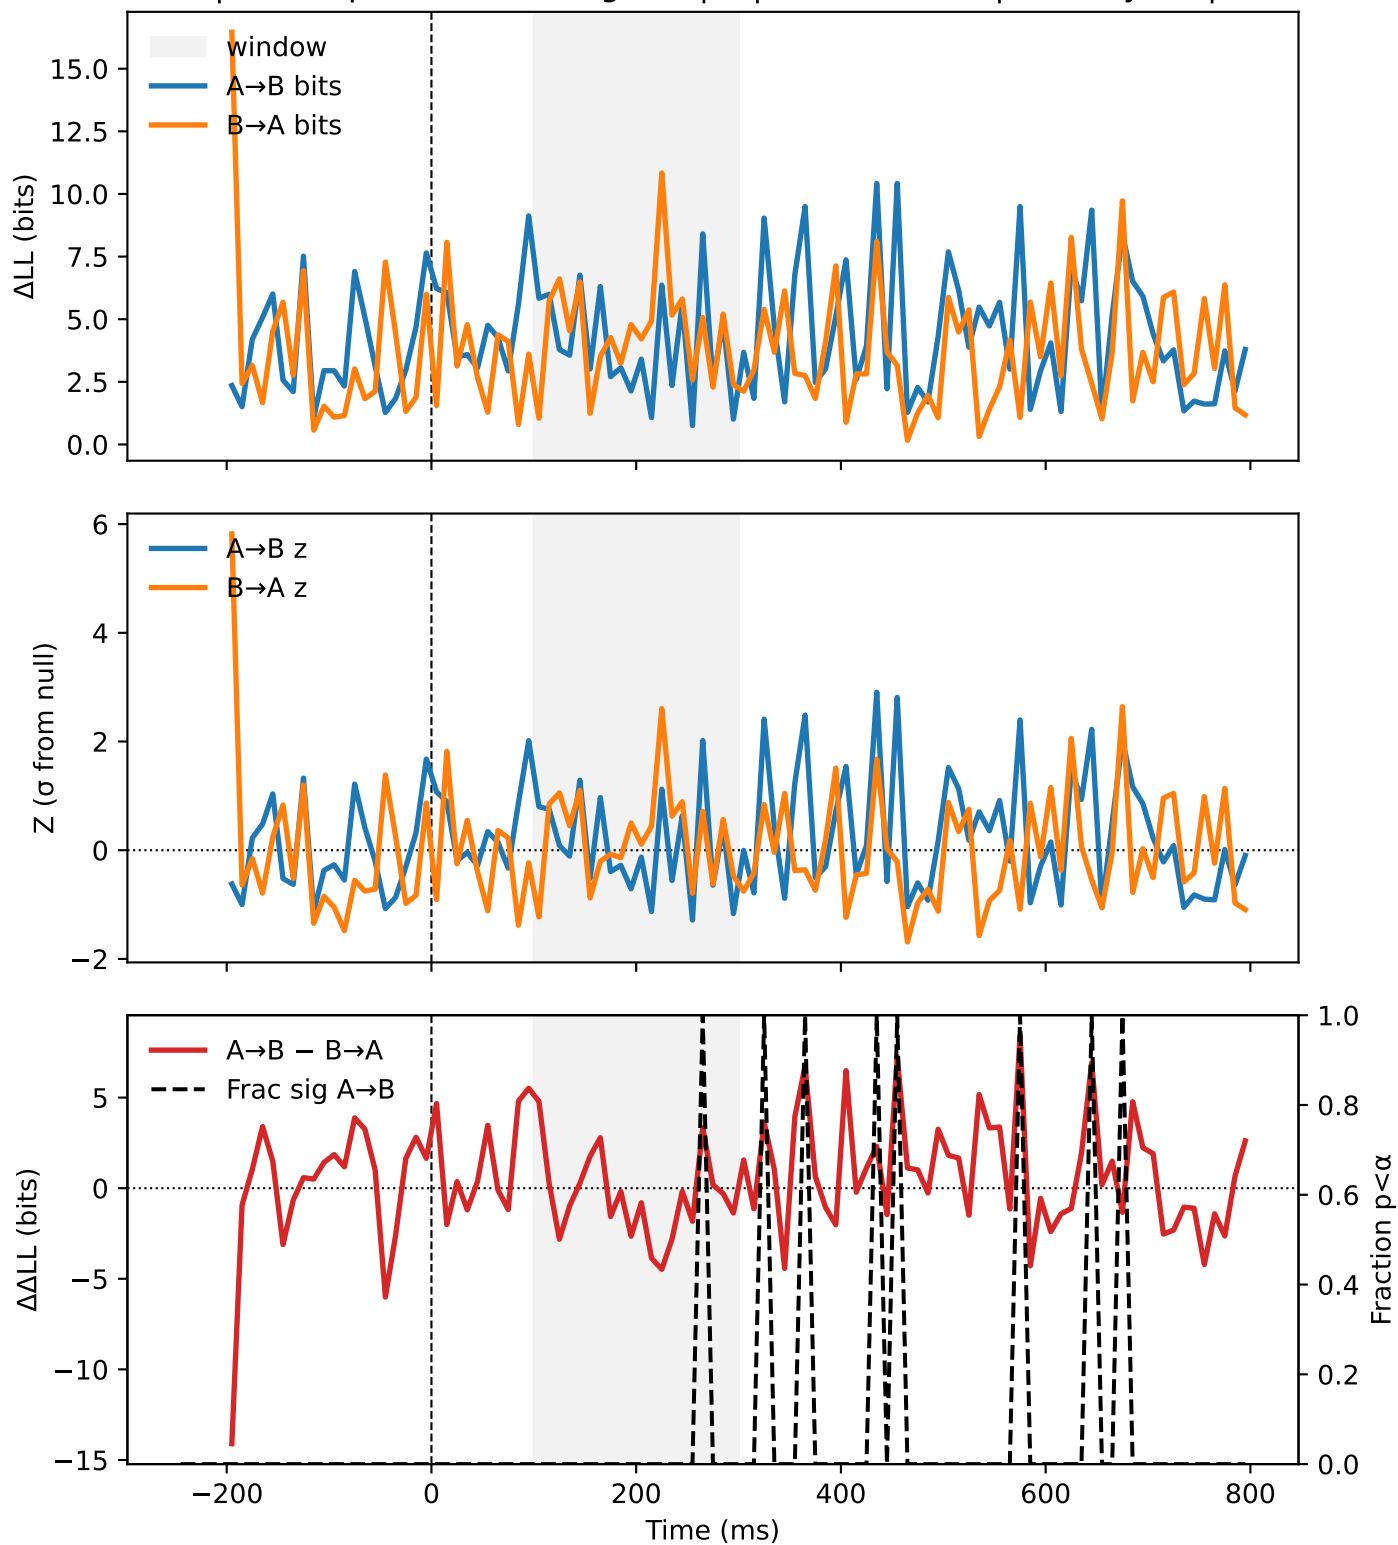 window
A→B bits
B→A bits
15.0
12.5
10.0
7.5
5.0
2.5
0.0
ΔLL (bits)
A→B z
B→A z
6
4
2
0
−2
Z (σ from null)
A→B − B→A
Frac sig A→B
5
0
−5
−10
−15
ΔΔLL (bits)
1.0
0.8
0.6
0.4
0.2
0.0
Fraction p<α
−200
0
200
400
600
800
Time (ms)